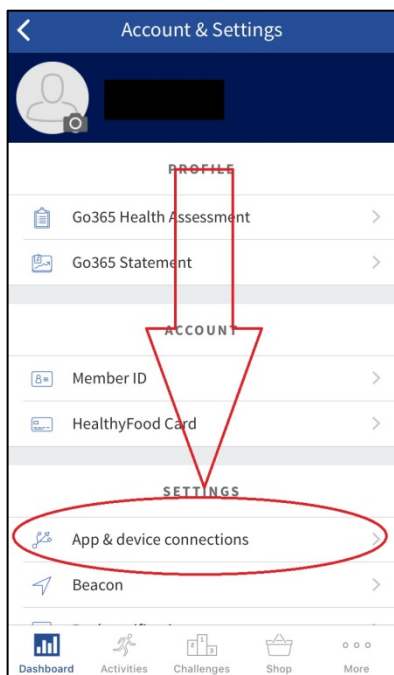 Account & Settings
PROFILE
Go365 Health Assessment
Go365 Statement
ACCOUNT
Member ID
HealthyFood Card
SETTINGS
App & device connections
Beacon
Dashboard
Activities
Challenges
Shop
More